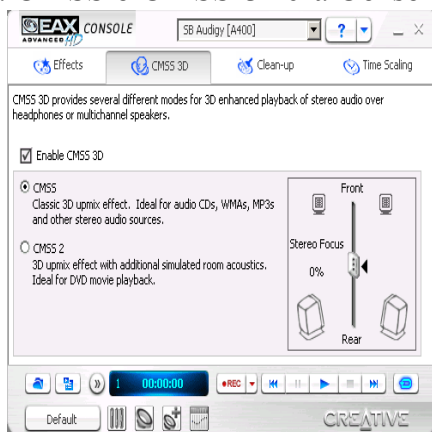 EAX CONSOLE
ADVANCED HD
SB Audigy [A400]
?
Effects
CMSS 3D
Clean-up
Time Scaling
CMSS 3D provides several different modes for 3D enhanced playback of stereo audio over
headphones or multichannel speakers.
Enable CMSS 3D
CMSS
Classic 3D upmix effect. Ideal for audio CDs, WMAs, MP3s
and other stereo audio sources.
CMSS 2
3D upmix effect with additional simulated room acoustics.
Ideal for DVD movie playback.
Front
Stereo Focus
0%
Rear
1 00:00:00
REC
Default
CREATIVE